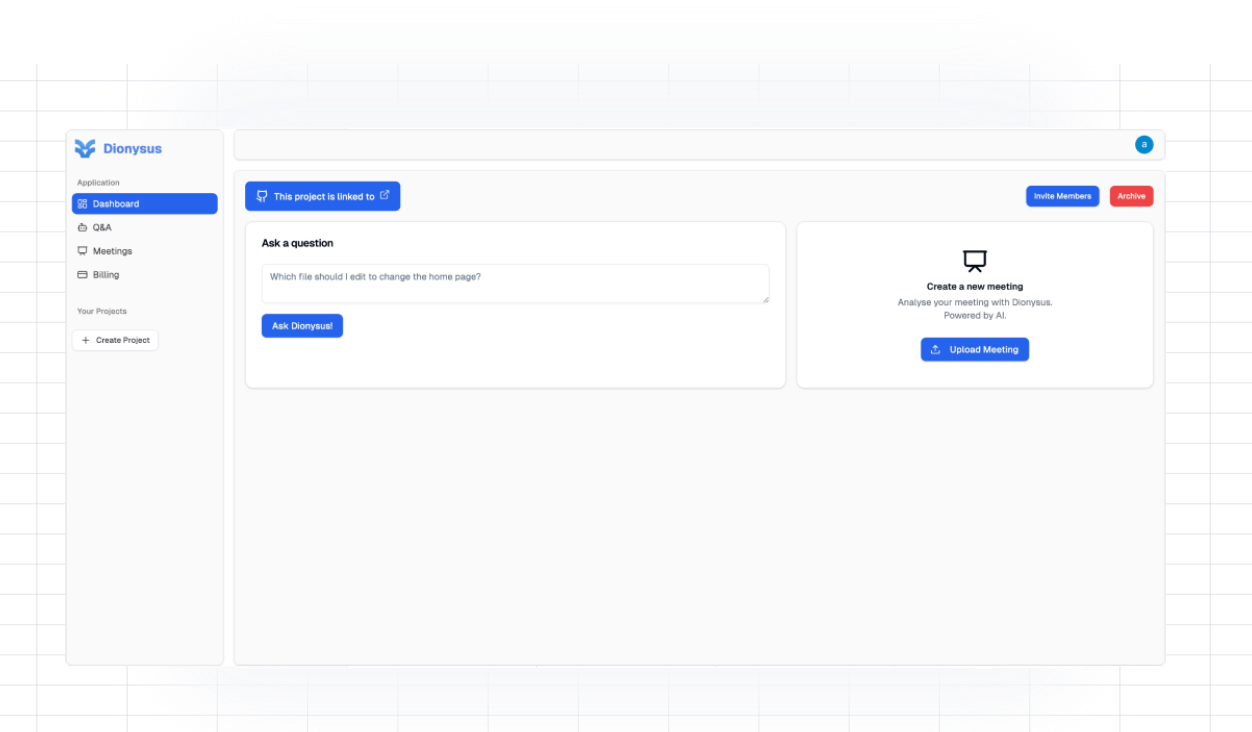 Dionysus
a
Application
Dashboard
Q&A
Meetings
Billing
Your Projects
Create Project
This project is linked to
Invite Members
Archive
Ask a question
Which file should I edit to change the home page?
Ask Dionysus!
Create a new meeting
Analyse your meeting with Dionysus.
Powered by AI.
Upload Meeting